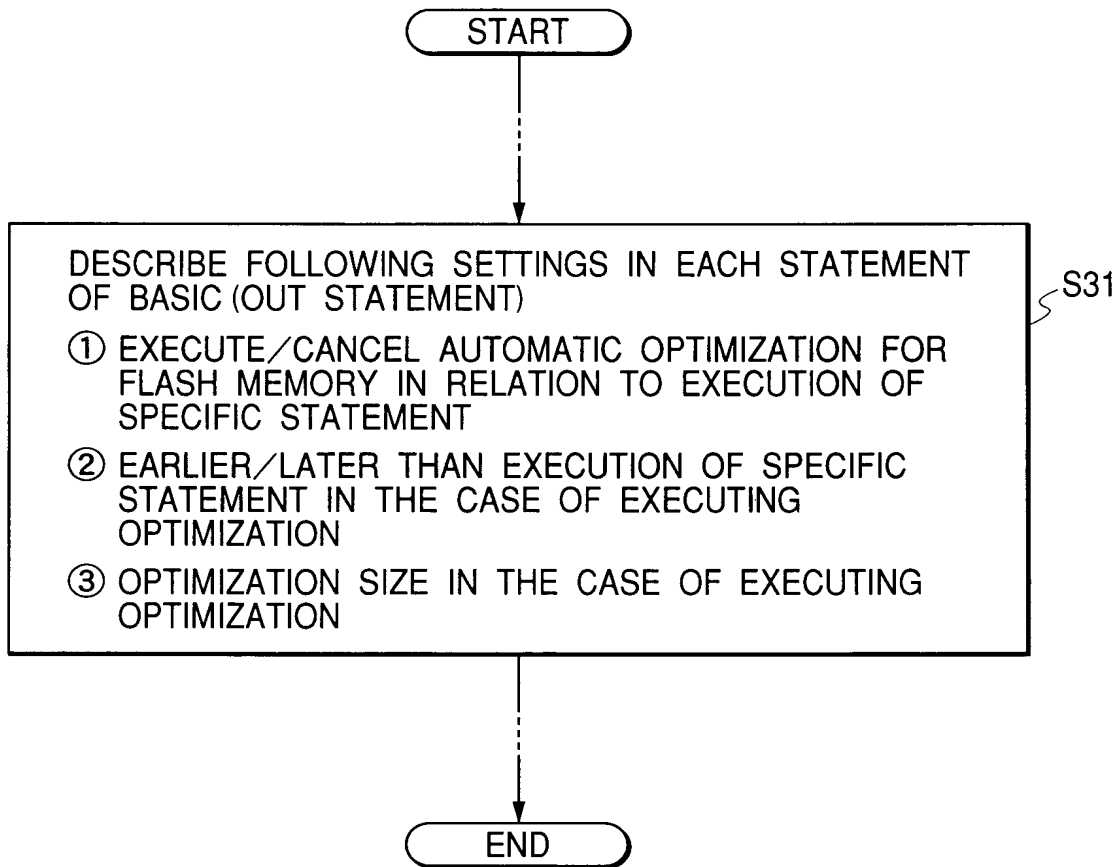 START
DESCRIBE FOLLOWING SETTINGS IN EACH STATEMENT
OF BASIC (OUT STATEMENT)
① EXECUTE/CANCEL AUTOMATIC OPTIMIZATION FOR
FLASH MEMORY IN RELATION TO EXECUTION OF
SPECIFIC STATEMENT
② EARLIER/LATER THAN EXECUTION OF SPECIFIC
STATEMENT IN THE CASE OF EXECUTING
OPTIMIZATION
③ OPTIMIZATION SIZE IN THE CASE OF EXECUTING
OPTIMIZATION
S31
END